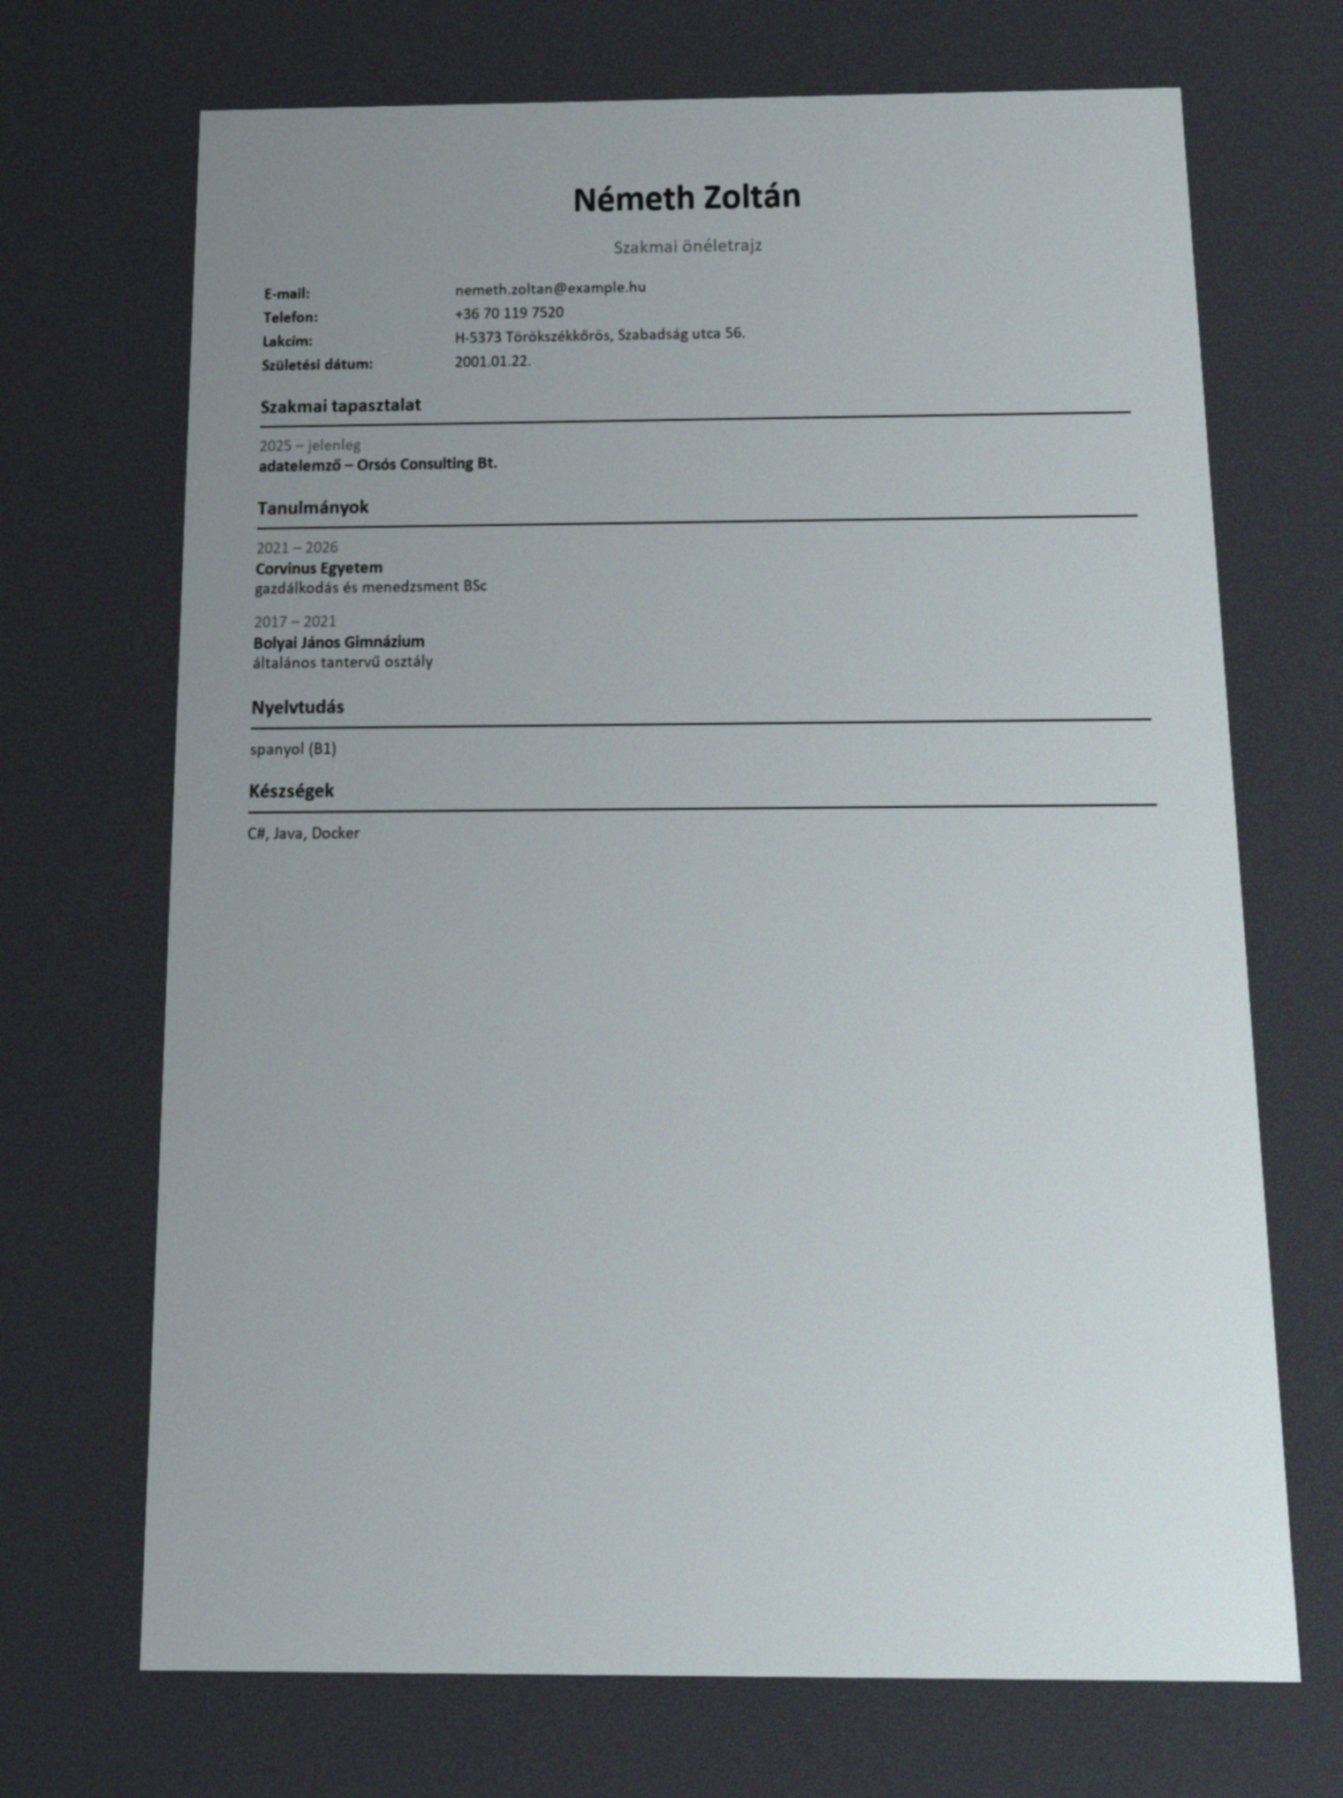 Németh Zoltán
Szakmai önéletrajz
E-mail: nemeth.zoltan@example.hu
Telefon: +36 70 119 7520
Lakcím: H-5373 Törökszékkőrös, Szabadság utca 56.
Születési dátum: 2001.01.22.
Szakmai tapasztalat
2025 – jelenleg
adatelemző – Orsós Consulting Bt.
Tanulmányok
2021 – 2026
Corvinus Egyetem
gazdálkodás és menedzsment BSc
2017 – 2021
Bolyai János Gimnázium
általános tantervű osztály
Nyelvtudás
spanyol (B1)
Készségek
C#, Java, Docker